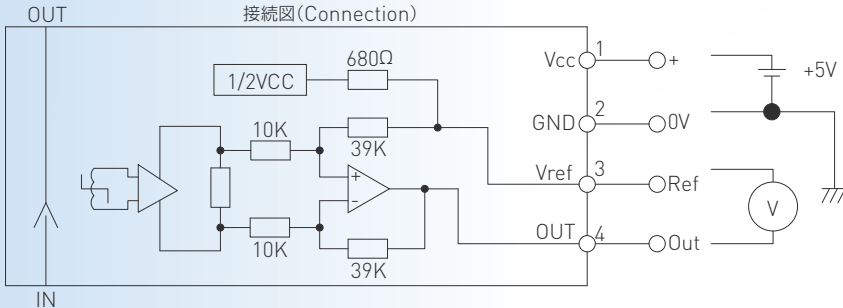 OUT
接続図(Connection)
680Ω
1/2VCC
Vcc 1 +
+5V
10K
39K
GND 2 0V
Vref 3 Ref
+
-
V
OUT 4 Out
10K
39K
IN